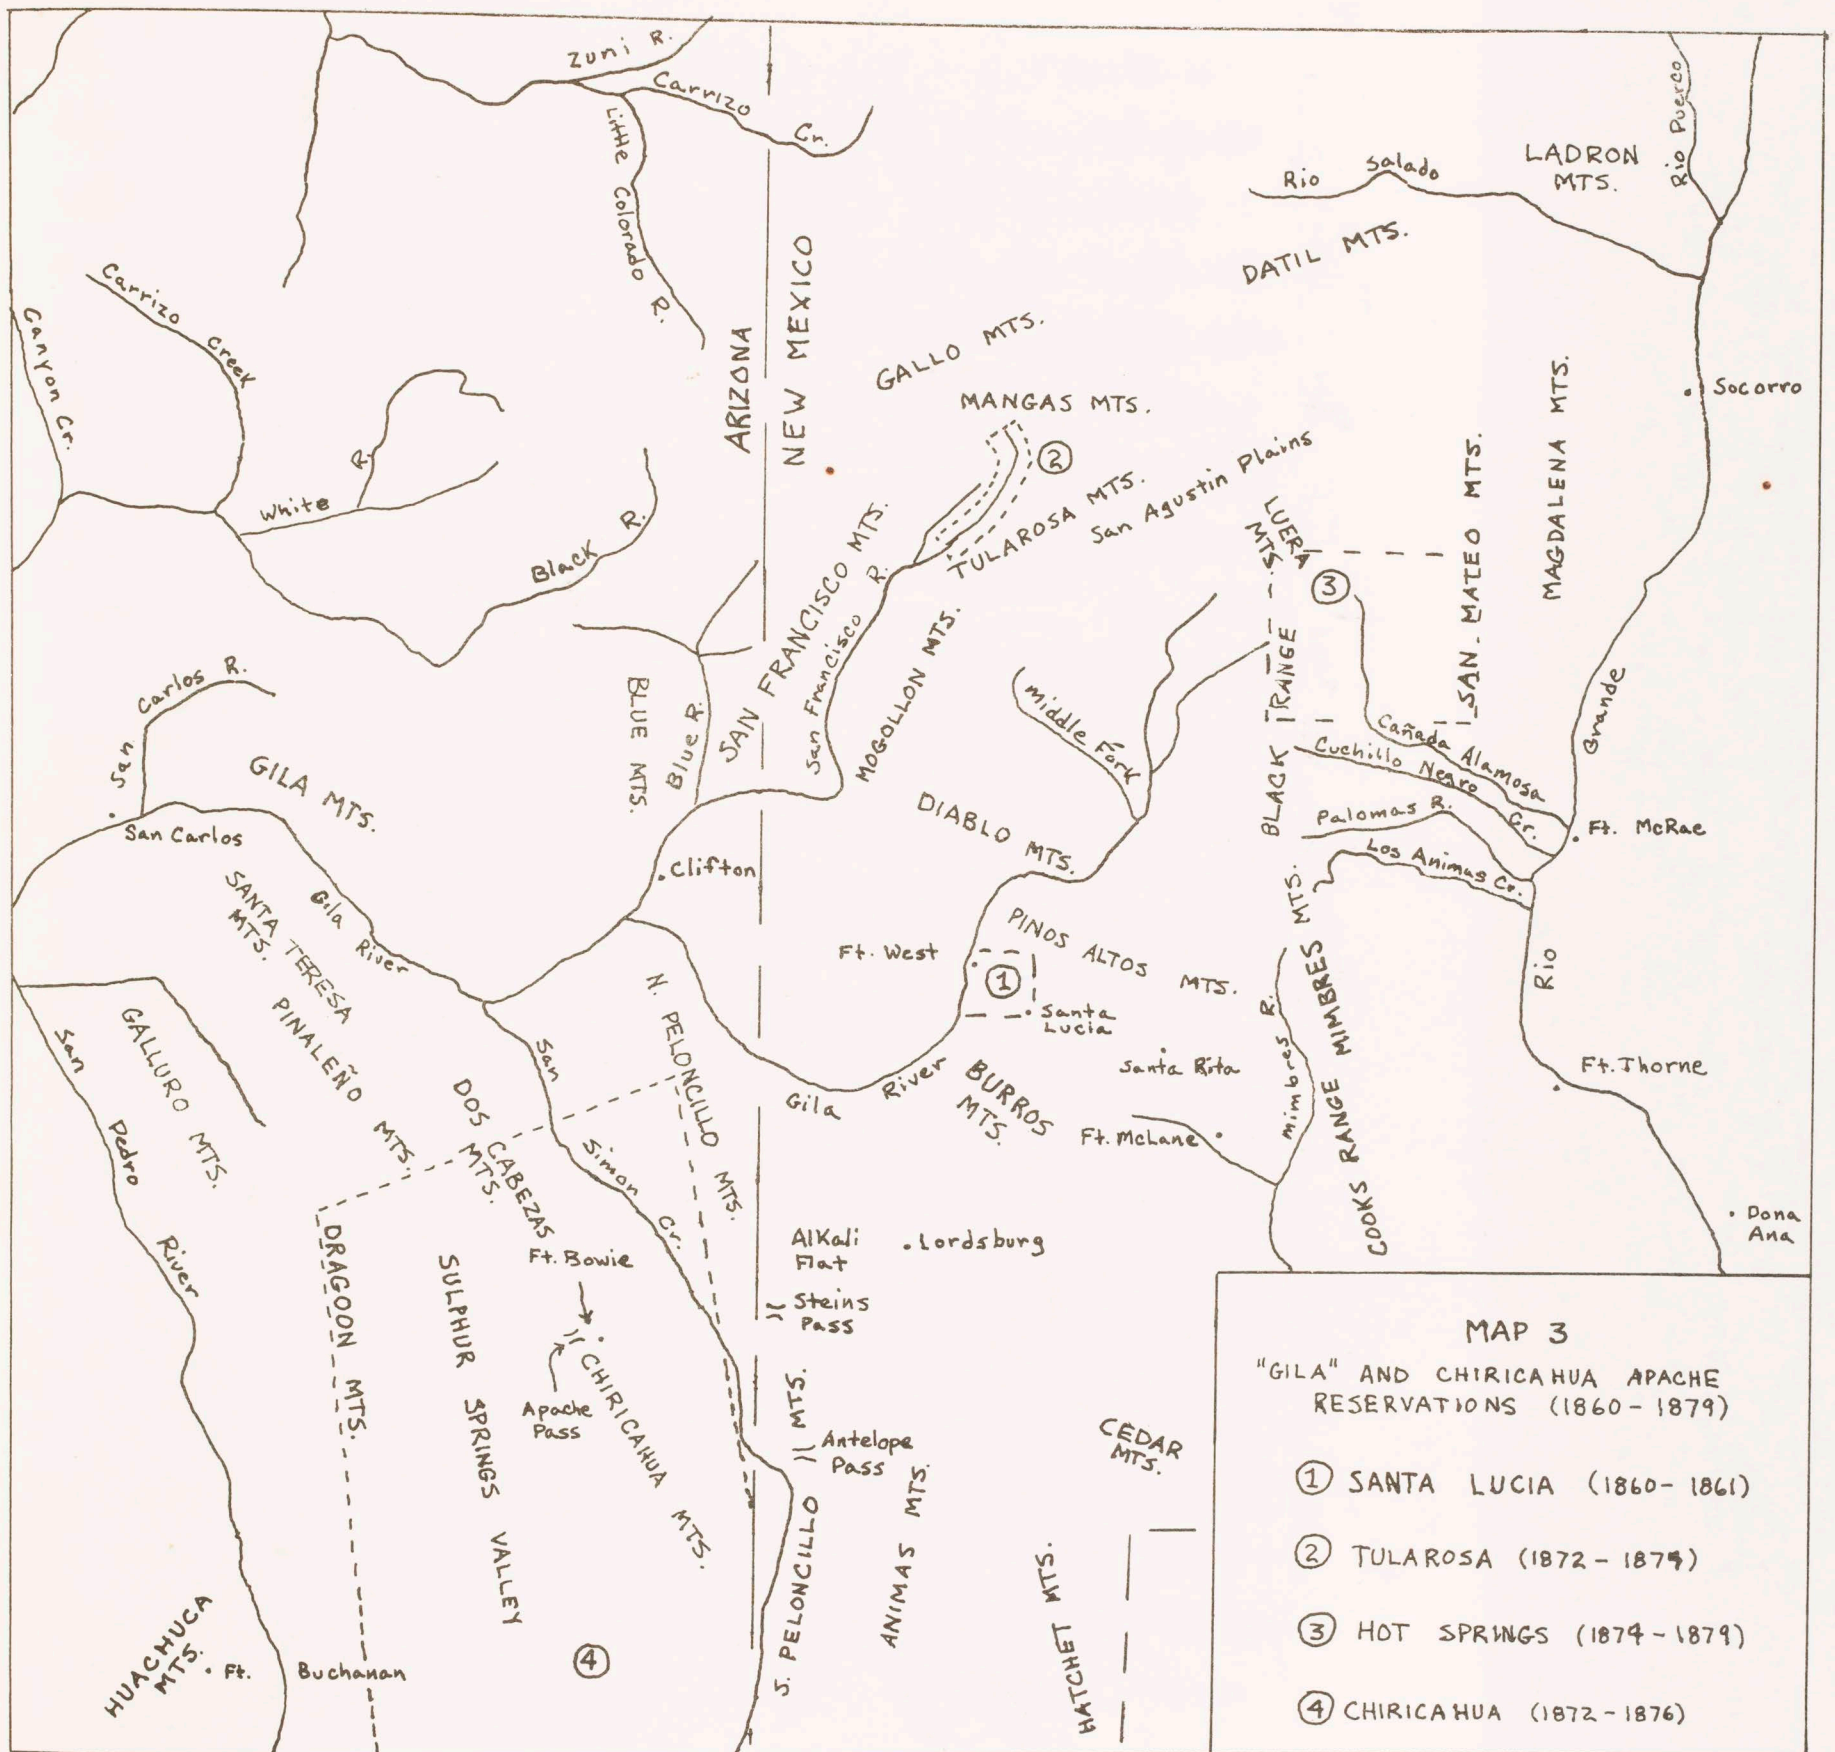 Zuni R.
Carrizo Cr.
Little Colorado R.
Rio Puerco
LADRON
MTS.
Rio Salado
DATIL MTS.
Carrizo Creek
Canyon Cr.
ARIZONA
NEW MEXICO
GALLO MTS.
MANGAS MTS.
2
TULAROSA MTS.
San Agustin Plains
LUERA
MTS.
3
SAN MATEO MTS.
MAGDALENA MTS.
Socorro
White R.
Black R.
SAN FRANCISCO MTS.
San Francisco R.
MOGOLLON MTS.
Middle Fork
BLACK RANGE
Cañada Alamosa
Cuchillo Negro Cr.
Palomas R.
Los Animas Cr.
Rio Grande
Ft. McRae
San Carlos R.
San Carlos
GILA MTS.
BLUE MTS.
Blue R.
DIABLO MTS.
Clifton
Gila River
SANTA TERESA
MTS.
PINALEÑO MTS.
GALLURO MTS.
San Pedro River
N. PELONCILLO MTS.
Ft. West
1
PINOS ALTOS MTS.
Santa
Lucia
Santa Rita
Mimbres R.
MIMBRES MTS.
COOKS RANGE
Ft. Thorne
Gila River
BURROS
MTS.
Ft. McLane
Dona
Ana
San Simon Cr.
DOS CABEZAS
MTS.
DRAGOON MTS.
SULPHUR SPRINGS VALLEY
Ft. Bowie
Apache
Pass
CHIRICAHUA MTS.
Alkali
Flat
Lordsburg
Steins
Pass
Antelope
Pass
S. PELONCILLO MTS.
ANIMAS MTS.
CEDAR
MTS.
HATCHET MTS.
HUACHUCA
MTS.
Ft. Buchanan
4
MAP 3
"GILA" AND CHIRICAHUA APACHE
RESERVATIONS (1860-1879)
1 SANTA LUCIA (1860-1861)
2 TULAROSA (1872-1874)
3 HOT SPRINGS (1874-1879)
4 CHIRICAHUA (1872-1876)